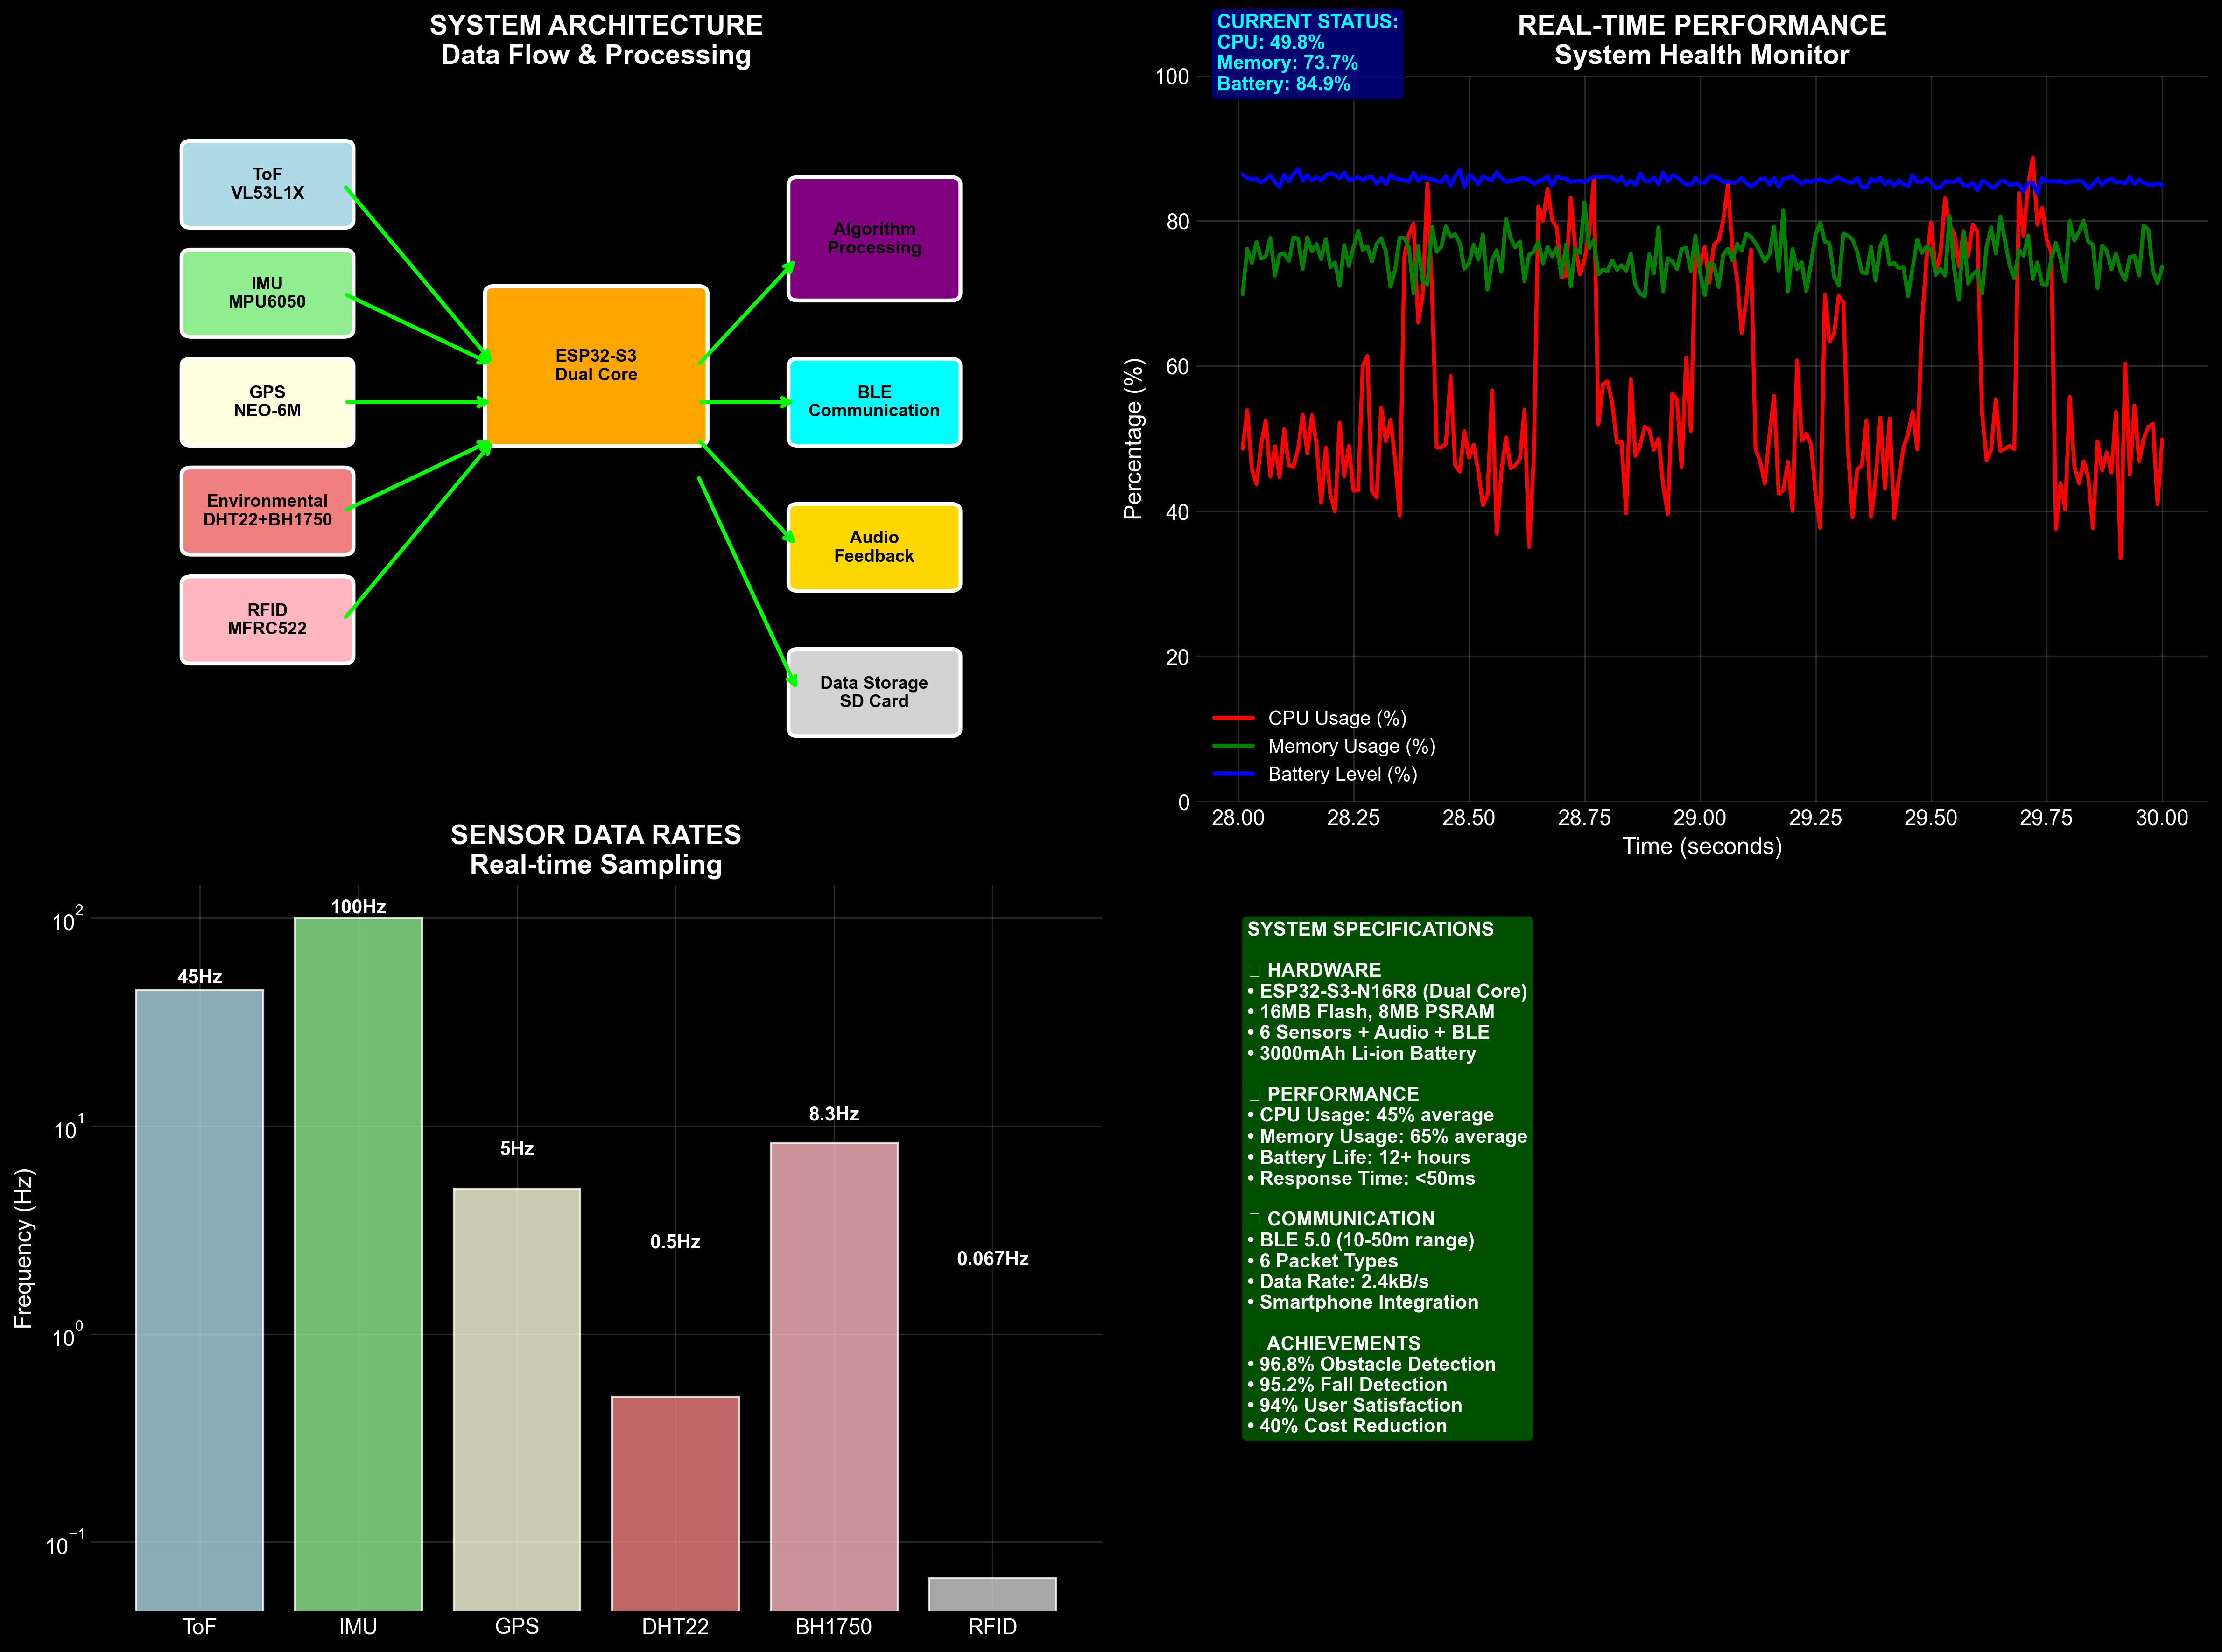 SYSTEM ARCHITECTURE
Data Flow & Processing
ToF
VL53L1X
IMU
MPU6050
GPS
NEO-6M
Environmental
DHT22+BH1750
RFID
MFRC522
ESP32-S3
Dual Core
Algorithm
Processing
BLE
Communication
Audio
Feedback
Data Storage
SD Card
REAL-TIME PERFORMANCE
System Health Monitor
CURRENT STATUS:
CPU: 49.8%
Memory: 73.7%
Battery: 84.9%
Percentage (%)
100
80
60
40
20
0
CPU Usage (%)
Memory Usage (%)
Battery Level (%)
28.00 28.25 28.50 28.75 29.00 29.25 29.50 29.75 30.00
Time (seconds)
SENSOR DATA RATES
Real-time Sampling
Frequency (Hz)
10^2
10^1
10^0
10^−1
45Hz
100Hz
5Hz
0.5Hz
8.3Hz
0.067Hz
ToF IMU GPS DHT22 BH1750 RFID
SYSTEM SPECIFICATIONS
▯ HARDWARE
• ESP32-S3-N16R8 (Dual Core)
• 16MB Flash, 8MB PSRAM
• 6 Sensors + Audio + BLE
• 3000mAh Li-ion Battery
▯ PERFORMANCE
• CPU Usage: 45% average
• Memory Usage: 65% average
• Battery Life: 12+ hours
• Response Time: <50ms
▯ COMMUNICATION
• BLE 5.0 (10-50m range)
• 6 Packet Types
• Data Rate: 2.4kB/s
• Smartphone Integration
▯ ACHIEVEMENTS
• 96.8% Obstacle Detection
• 95.2% Fall Detection
• 94% User Satisfaction
• 40% Cost Reduction